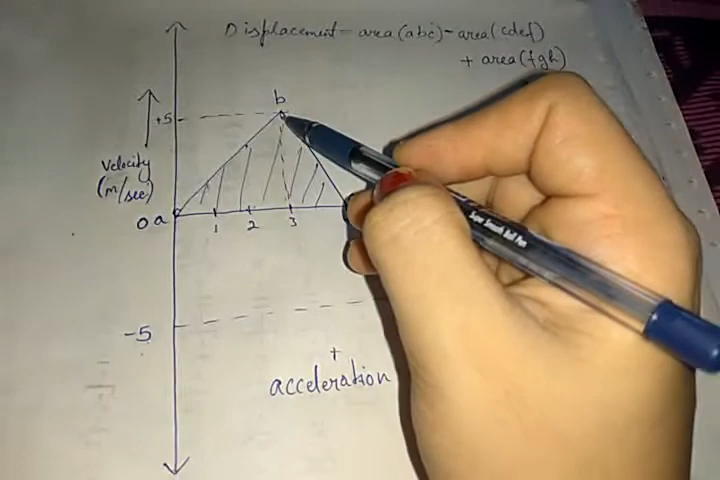 Displacement = area(abc) - area(cdef)
+ area(fgh)
b
+5
Velocity
(m/sec)
0 a
1 2 3
-5
+
acceleration
Super Smooth Ball Pen